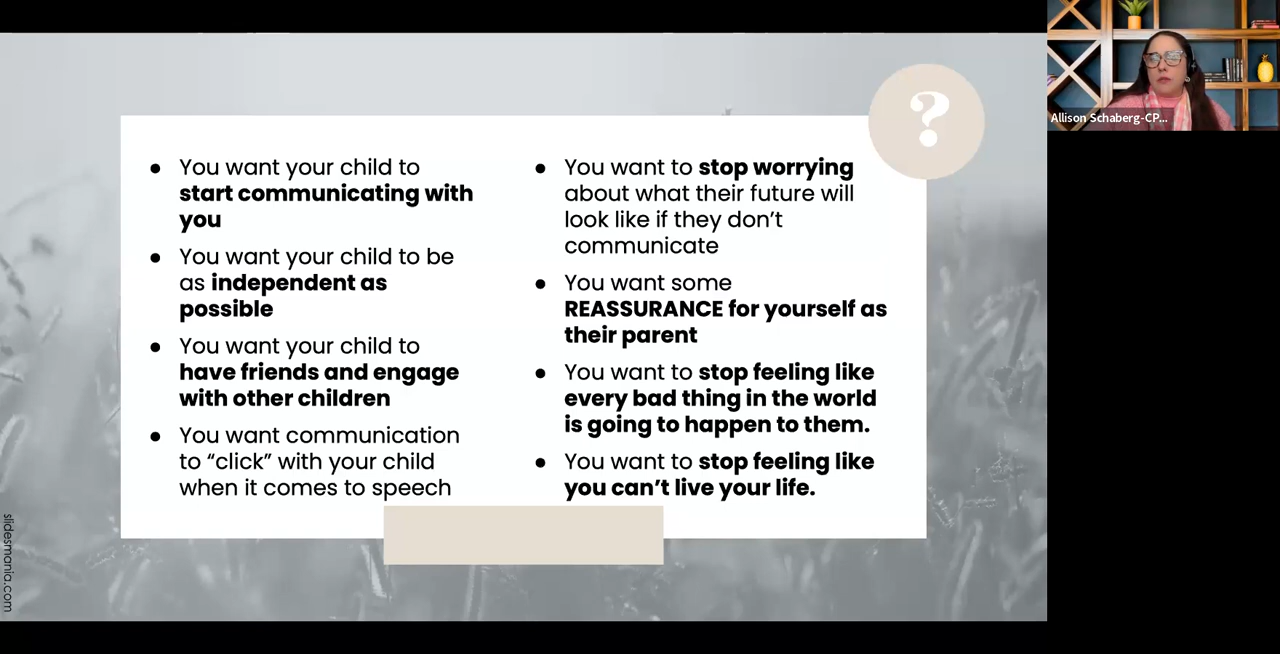 ?
● You want your child to
start communicating with
you
● You want your child to be
as independent as
possible
● You want your child to
have friends and engage
with other children
● You want communication
to “click” with your child
when it comes to speech
● You want to stop worrying
about what their future will
look like if they don’t
communicate
● You want some
REASSURANCE for yourself as
their parent
● You want to stop feeling like
every bad thing in the world
is going to happen to them.
● You want to stop feeling like
you can’t live your life.
slidesmania.com
Allison Schaberg-CP...